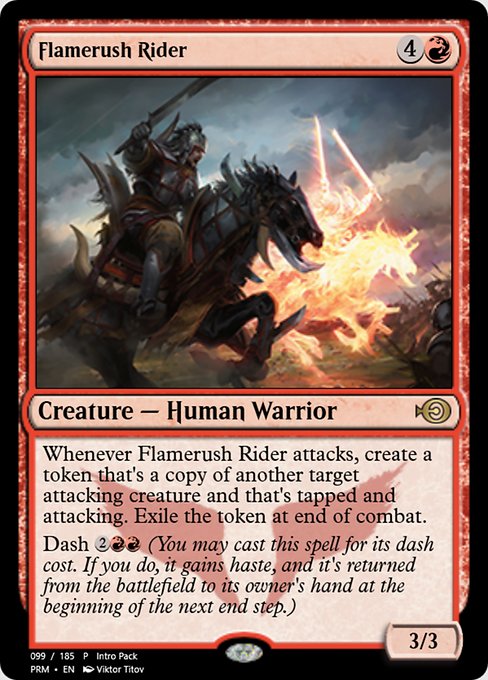 Flamerush Rider 4
Creature — Human Warrior
Whenever Flamerush Rider attacks, create a
token that's a copy of another target
attacking creature and that's tapped and
attacking. Exile the token at end of combat.
Dash 2 (You may cast this spell for its dash
cost. If you do, it gains haste, and it's returned
from the battlefield to its owner's hand at the
beginning of the next end step.)
3/3
099 / 185 P Intro Pack
PRM • EN Viktor Titov